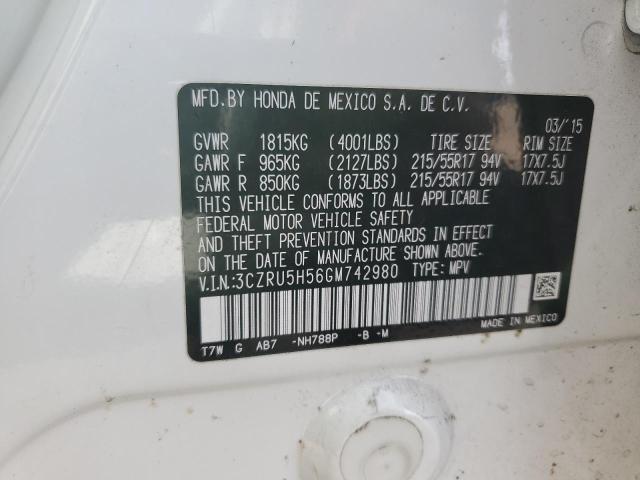 MFD.BY HONDA DE MEXICO S.A. DE C.V.
03/'15
GVWR 1815KG (4001LBS) TIRE SIZE RIM SIZE
GAWR F 965KG (2127LBS) 215/55R17 94V 17X7.5J
GAWR R 850KG (1873LBS) 215/55R17 94V 17X7.5J
THIS VEHICLE CONFORMS TO ALL APPLICABLE
FEDERAL MOTOR VEHICLE SAFETY
AND THEFT PREVENTION STANDARDS IN EFFECT
ON THE DATE OF MANUFACTURE SHOWN ABOVE.
V.I.N:3CZRU5H56GM742980 TYPE: MPV
T7W G AB7 -NH788P -B -M
MADE IN MEXICO